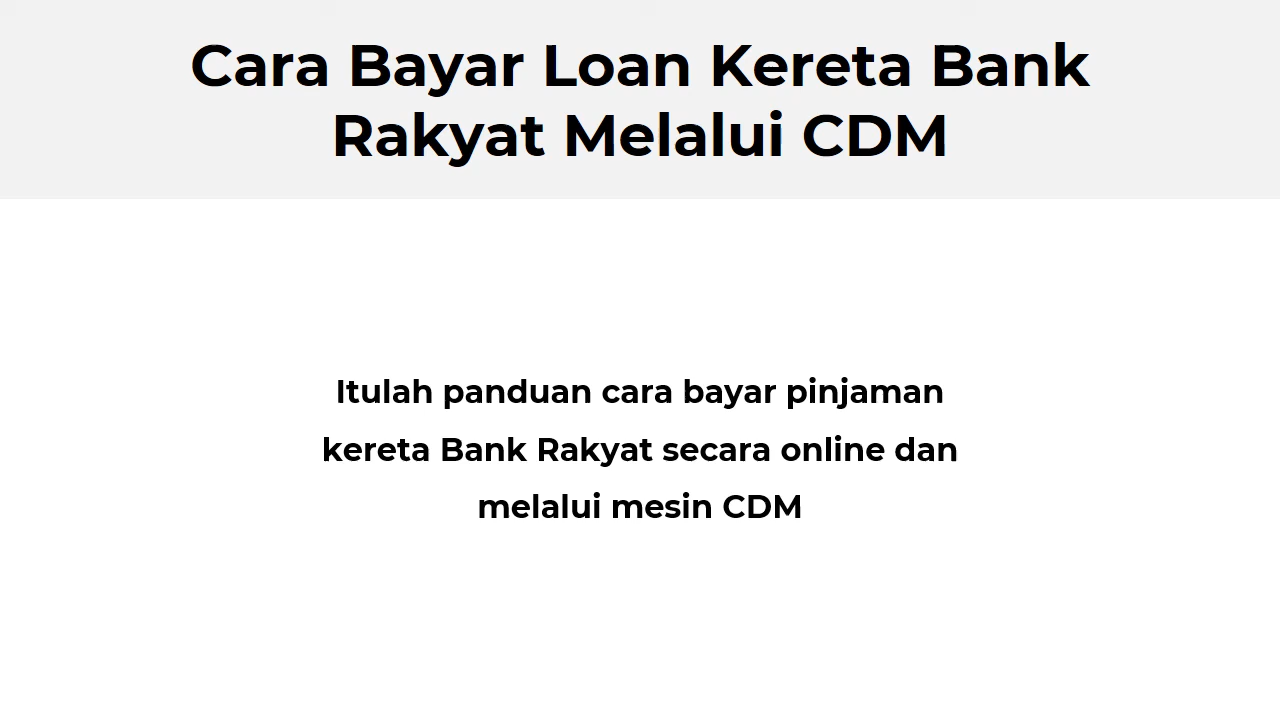 Cara Bayar Loan Kereta Bank
Rakyat Melalui CDM
Itulah panduan cara bayar pinjaman
kereta Bank Rakyat secara online dan
melalui mesin CDM